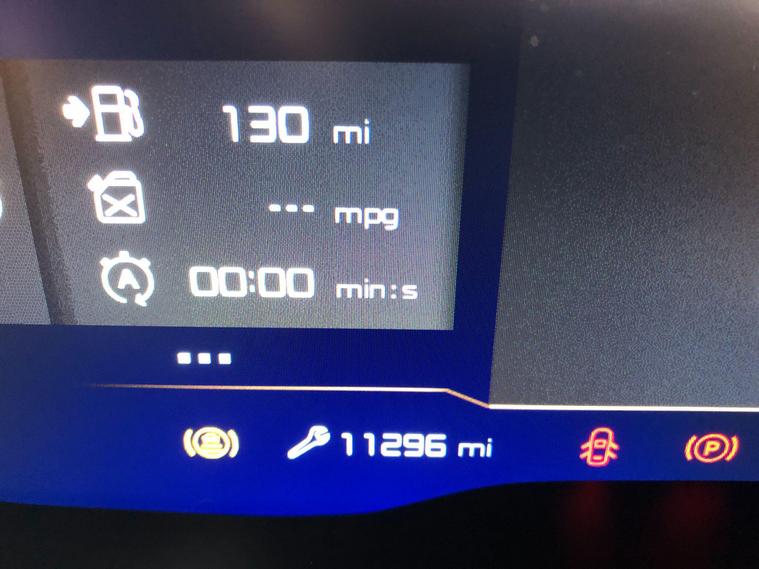 130 mi
--- mpg
A 00:00 min:s
11296 mi P